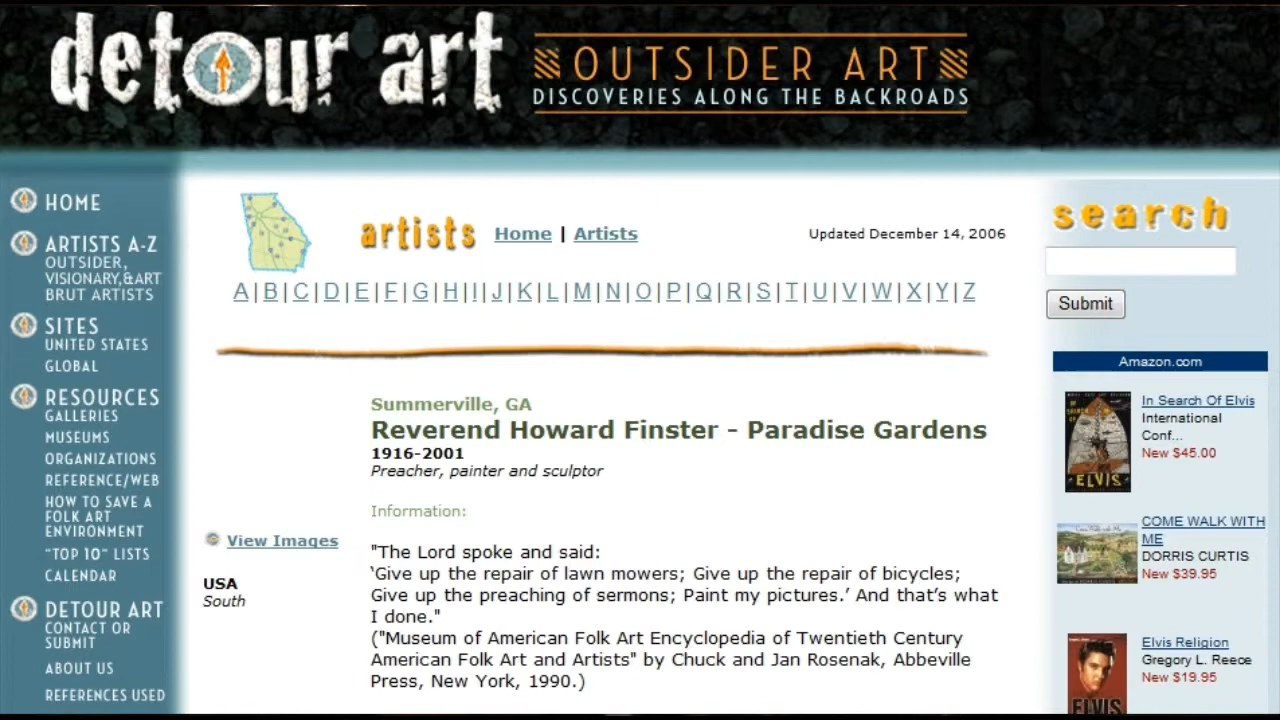 detour art
OUTSIDER ART
DISCOVERIES ALONG THE BACKROADS
HOME
ARTISTS A-Z
OUTSIDER,
VISIONARY,&ART
BRUT ARTISTS
SITES
UNITED STATES
GLOBAL
RESOURCES
GALLERIES
MUSEUMS
ORGANIZATIONS
REFERENCE/WEB
HOW TO SAVE A
FOLK ART
ENVIRONMENT
"TOP 10" LISTS
CALENDAR
DETOUR ART
CONTACT OR
SUBMIT
ABOUT US
REFERENCES USED
artists Home | Artists
Updated December 14, 2006
A|B|C|D|E|F|G|H|I|J|K|L|M|N|O|P|Q|R|S|T|U|V|W|X|Y|Z
View Images
USA
South
Summerville, GA
Reverend Howard Finster - Paradise Gardens
1916-2001
Preacher, painter and sculptor
Information:
"The Lord spoke and said:
‘Give up the repair of lawn mowers; Give up the repair of bicycles;
Give up the preaching of sermons; Paint my pictures.’ And that’s what
I done."
("Museum of American Folk Art Encyclopedia of Twentieth Century
American Folk Art and Artists" by Chuck and Jan Rosenak, Abbeville
Press, New York, 1990.)
search
Submit
Amazon.com
In Search Of Elvis
International
Conf...
New $45.00
ELVIS
COME WALK WITH
ME
DORRIS CURTIS
New $39.95
Elvis Religion
Gregory L. Reece
New $19.95
ELVIS